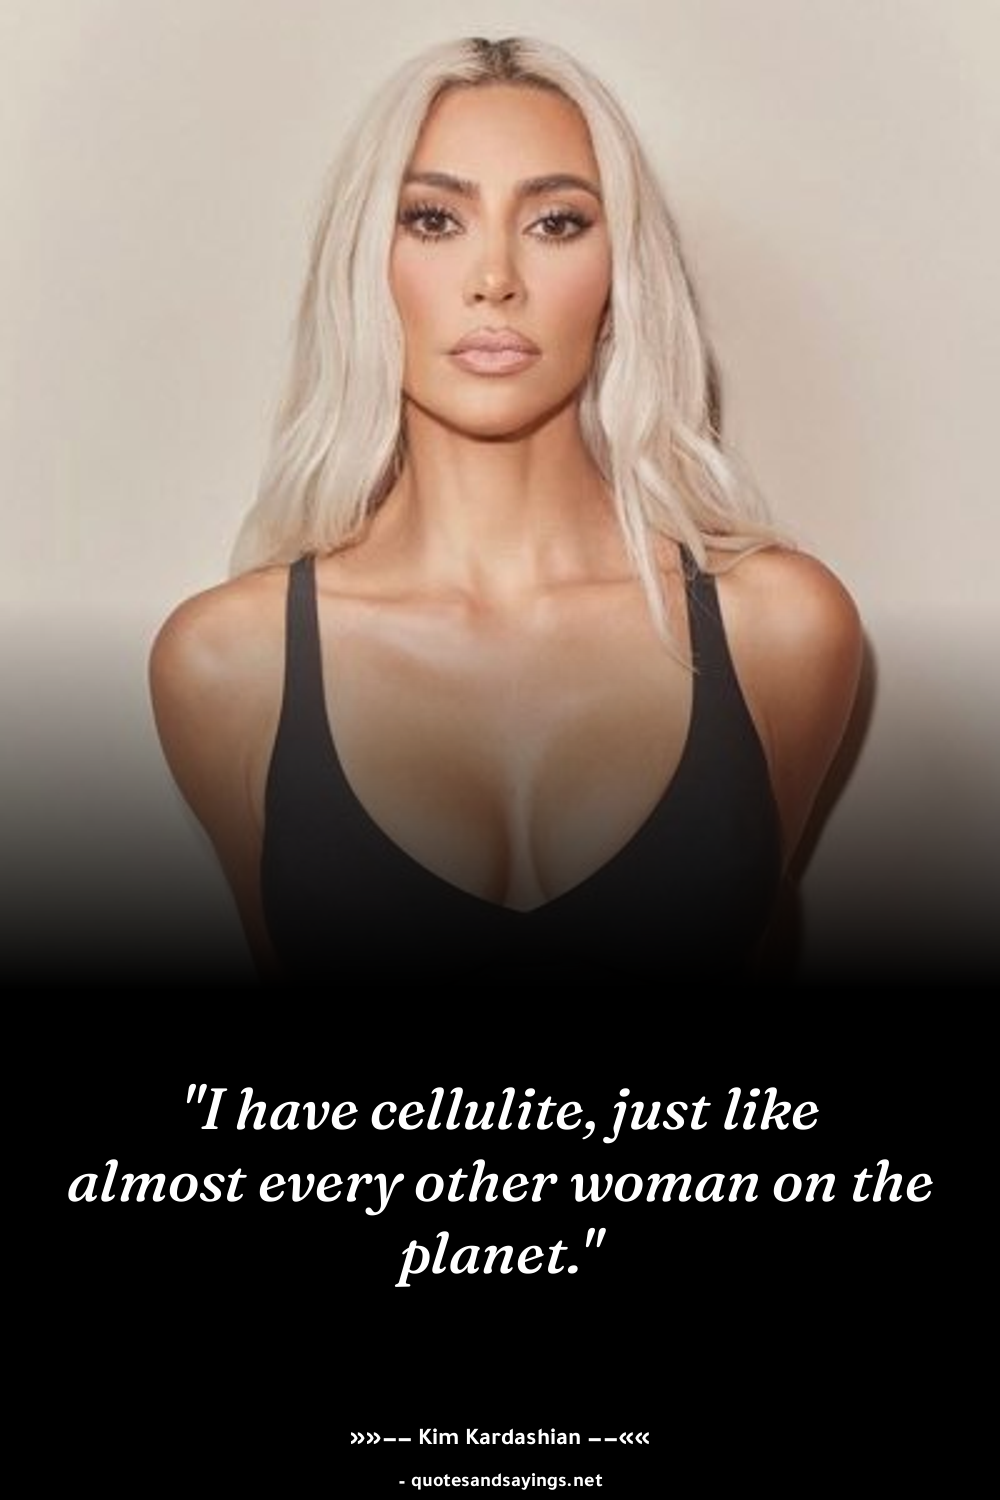 "I have cellulite, just like
almost every other woman on the
planet."
»»−− Kim Kardashian −−««
- quotesandsayings.net